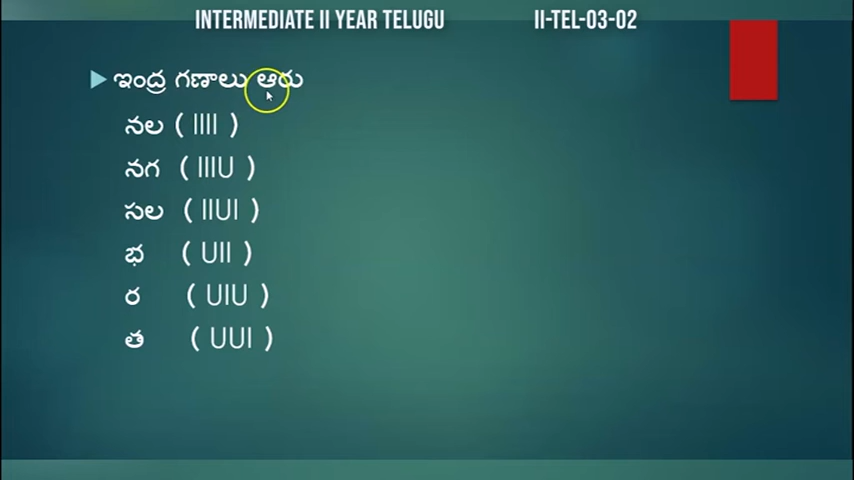 INTERMEDIATE II YEAR TELUGU II-TEL-03-02
ఇంద్ర గణాలు ఆరు
నల ( IIII )
నగ ( IIIU )
సల ( IIUI )
భ ( UII )
ర ( UIU )
త ( UUI )